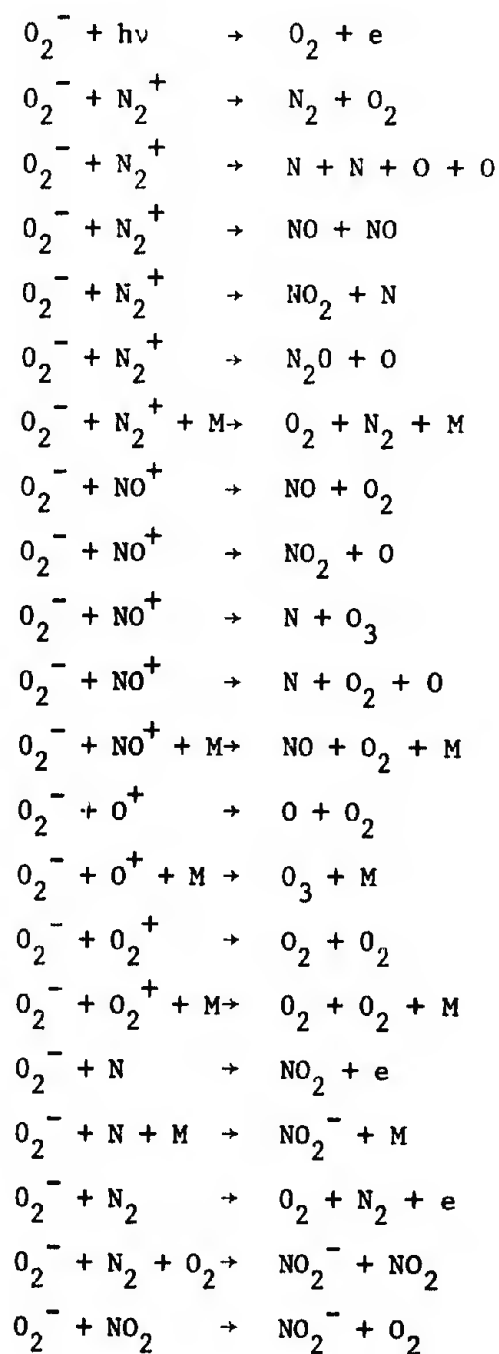 O₂⁻ + hν → O₂ + e
O₂⁻ + N₂⁺ → N₂ + O₂
O₂⁻ + N₂⁺ → N + N + O + O
O₂⁻ + N₂⁺ → NO + NO
O₂⁻ + N₂⁺ → NO₂ + N
O₂⁻ + N₂⁺ → N₂O + O
O₂⁻ + N₂⁺ + M → O₂ + N₂ + M
O₂⁻ + NO⁺ → NO + O₂
O₂⁻ + NO⁺ → NO₂ + O
O₂⁻ + NO⁺ → N + O₃
O₂⁻ + NO⁺ → N + O₂ + O
O₂⁻ + NO⁺ + M → NO + O₂ + M
O₂⁻ + O⁺ → O + O₂
O₂⁻ + O⁺ + M → O₃ + M
O₂⁻ + O₂⁺ → O₂ + O₂
O₂⁻ + O₂⁺ + M → O₂ + O₂ + M
O₂⁻ + N → NO₂ + e
O₂⁻ + N + M → NO₂⁻ + M
O₂⁻ + N₂ → O₂ + N₂ + e
O₂⁻ + N₂ + O₂ → NO₂⁻ + NO₂
O₂⁻ + NO₂ → NO₂⁻ + O₂